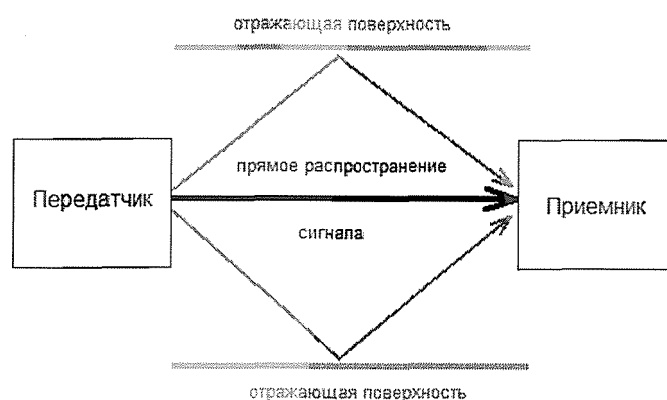 отражающая поверхность
прямое распространение
Передатчик
Приемник
сигнала
отражающая поверхность